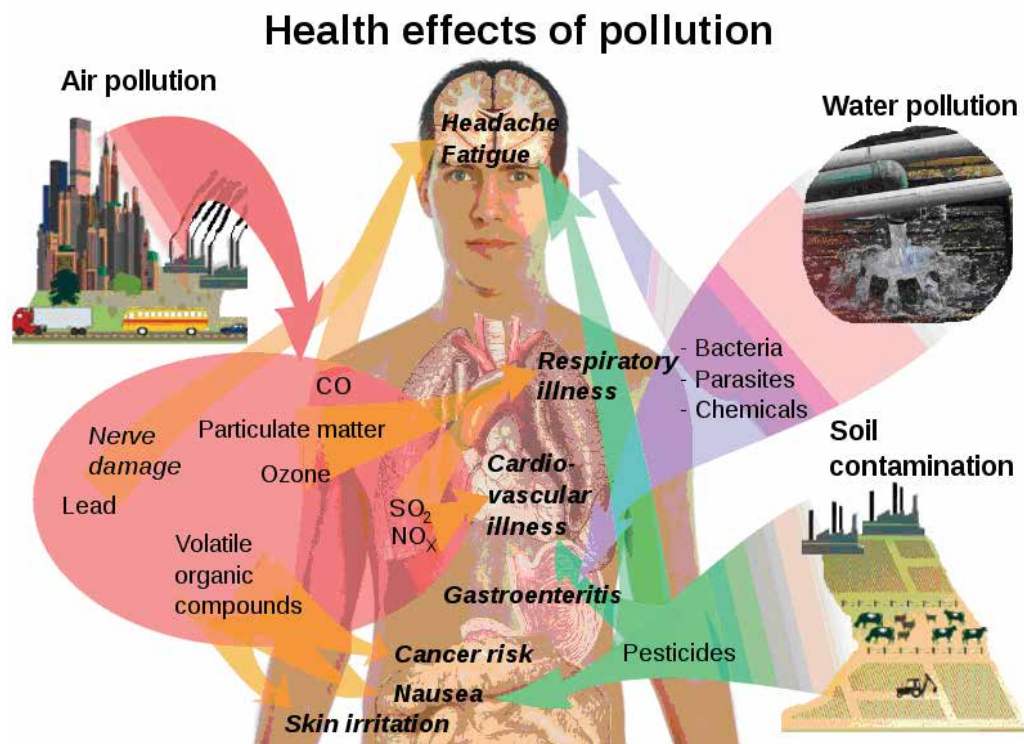 Health effects of pollution
Air pollution
Water pollution
Headache
Fatigue
CO
Particulate matter
Ozone
Nerve
damage
Lead
SO₂
NOₓ
Volatile
organic
compounds
Respiratory
illness
- Bacteria
- Parasites
- Chemicals
Cardio-
vascular
illness
Soil
contamination
Gastroenteritis
Pesticides
Cancer risk
Nausea
Skin irritation